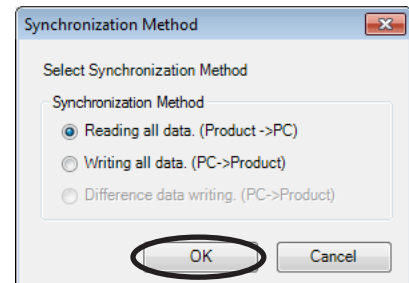 Synchronization Method
Select Synchronization Method
Synchronization Method
Reading all data. (Product ->PC)
Writing all data. (PC->Product)
Difference data writing. (PC->Product)
OK Cancel